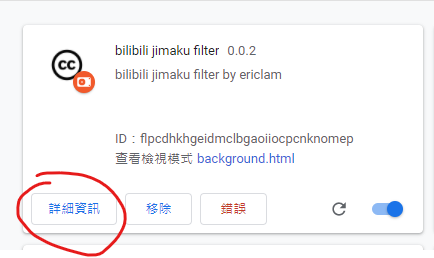 bilibili jimaku filter 0.0.2
bilibili jimaku filter by ericlam
ID：flpcdhkhgeidmclbgaoiiocpcnknomep
查看檢視模式 background.html
詳細資訊 移除 錯誤